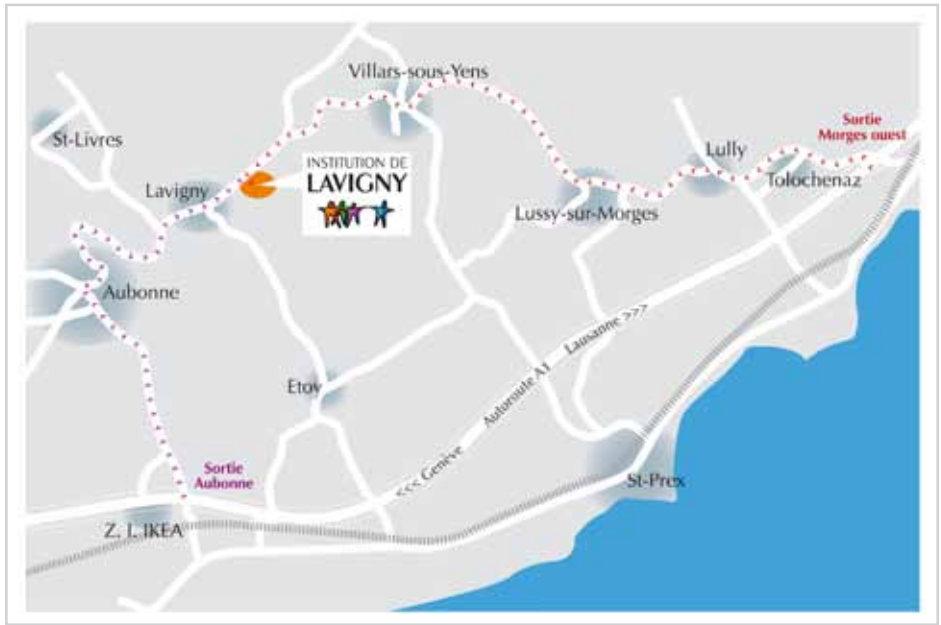 Villars-sous-Yens
St-Livres
Sortie
Morges ouest
Lully
INSTITUTION DE
LAVIGNY
Lavigny
Tolochenaz
Lussy-sur-Morges
Aubonne
Lausanne >>>
Autoroute A1
<<< Genève
Etoy
Sortie
Aubonne
St-Prex
Z. I. IKEA